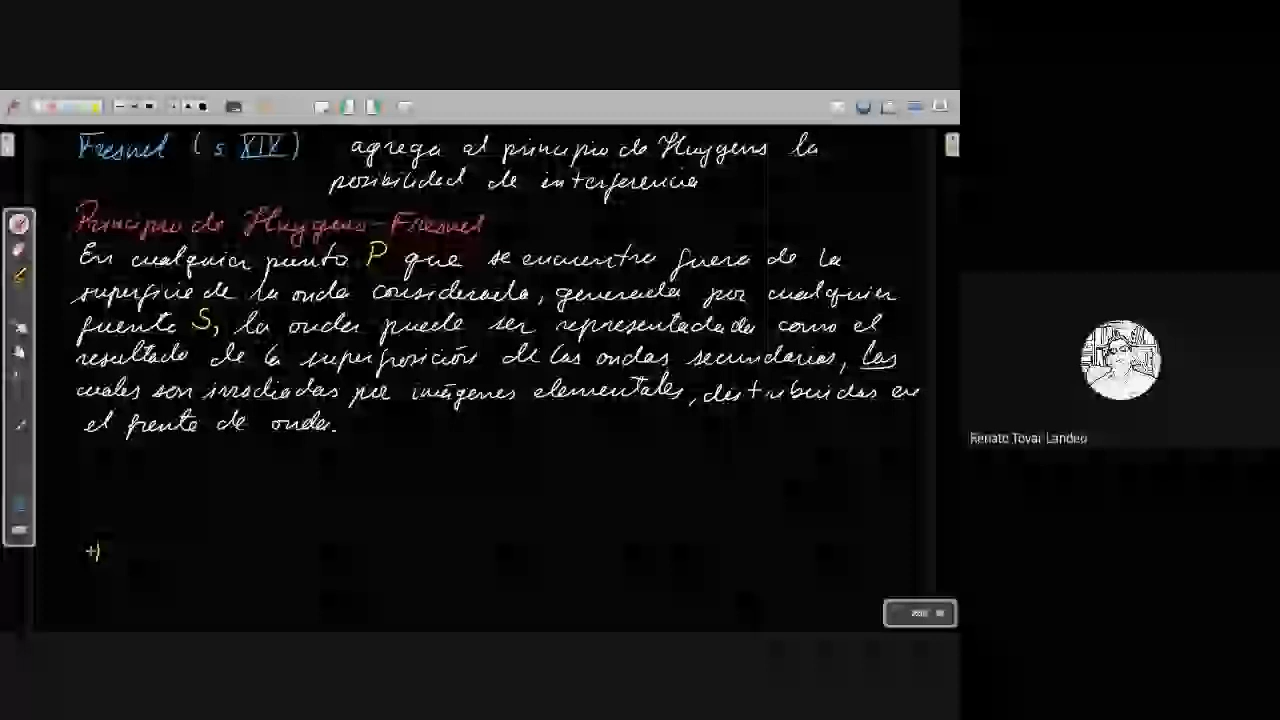 Fresnel (s XIX) agrega al principio de Huygens la
posibilidad de interferencia
Principio de Huygens-Fresnel
En cualquier punto P que se encuentra fuera de la
superficie de la onda considerada, generada por cualquier
fuente S, la onda puede ser representadada como el
resultado de la superposición de las ondas secundarias, las
cuales son irradiadas por imágenes elementales, distribuidas en
el frente de onda.
Renato Tovar Landeo